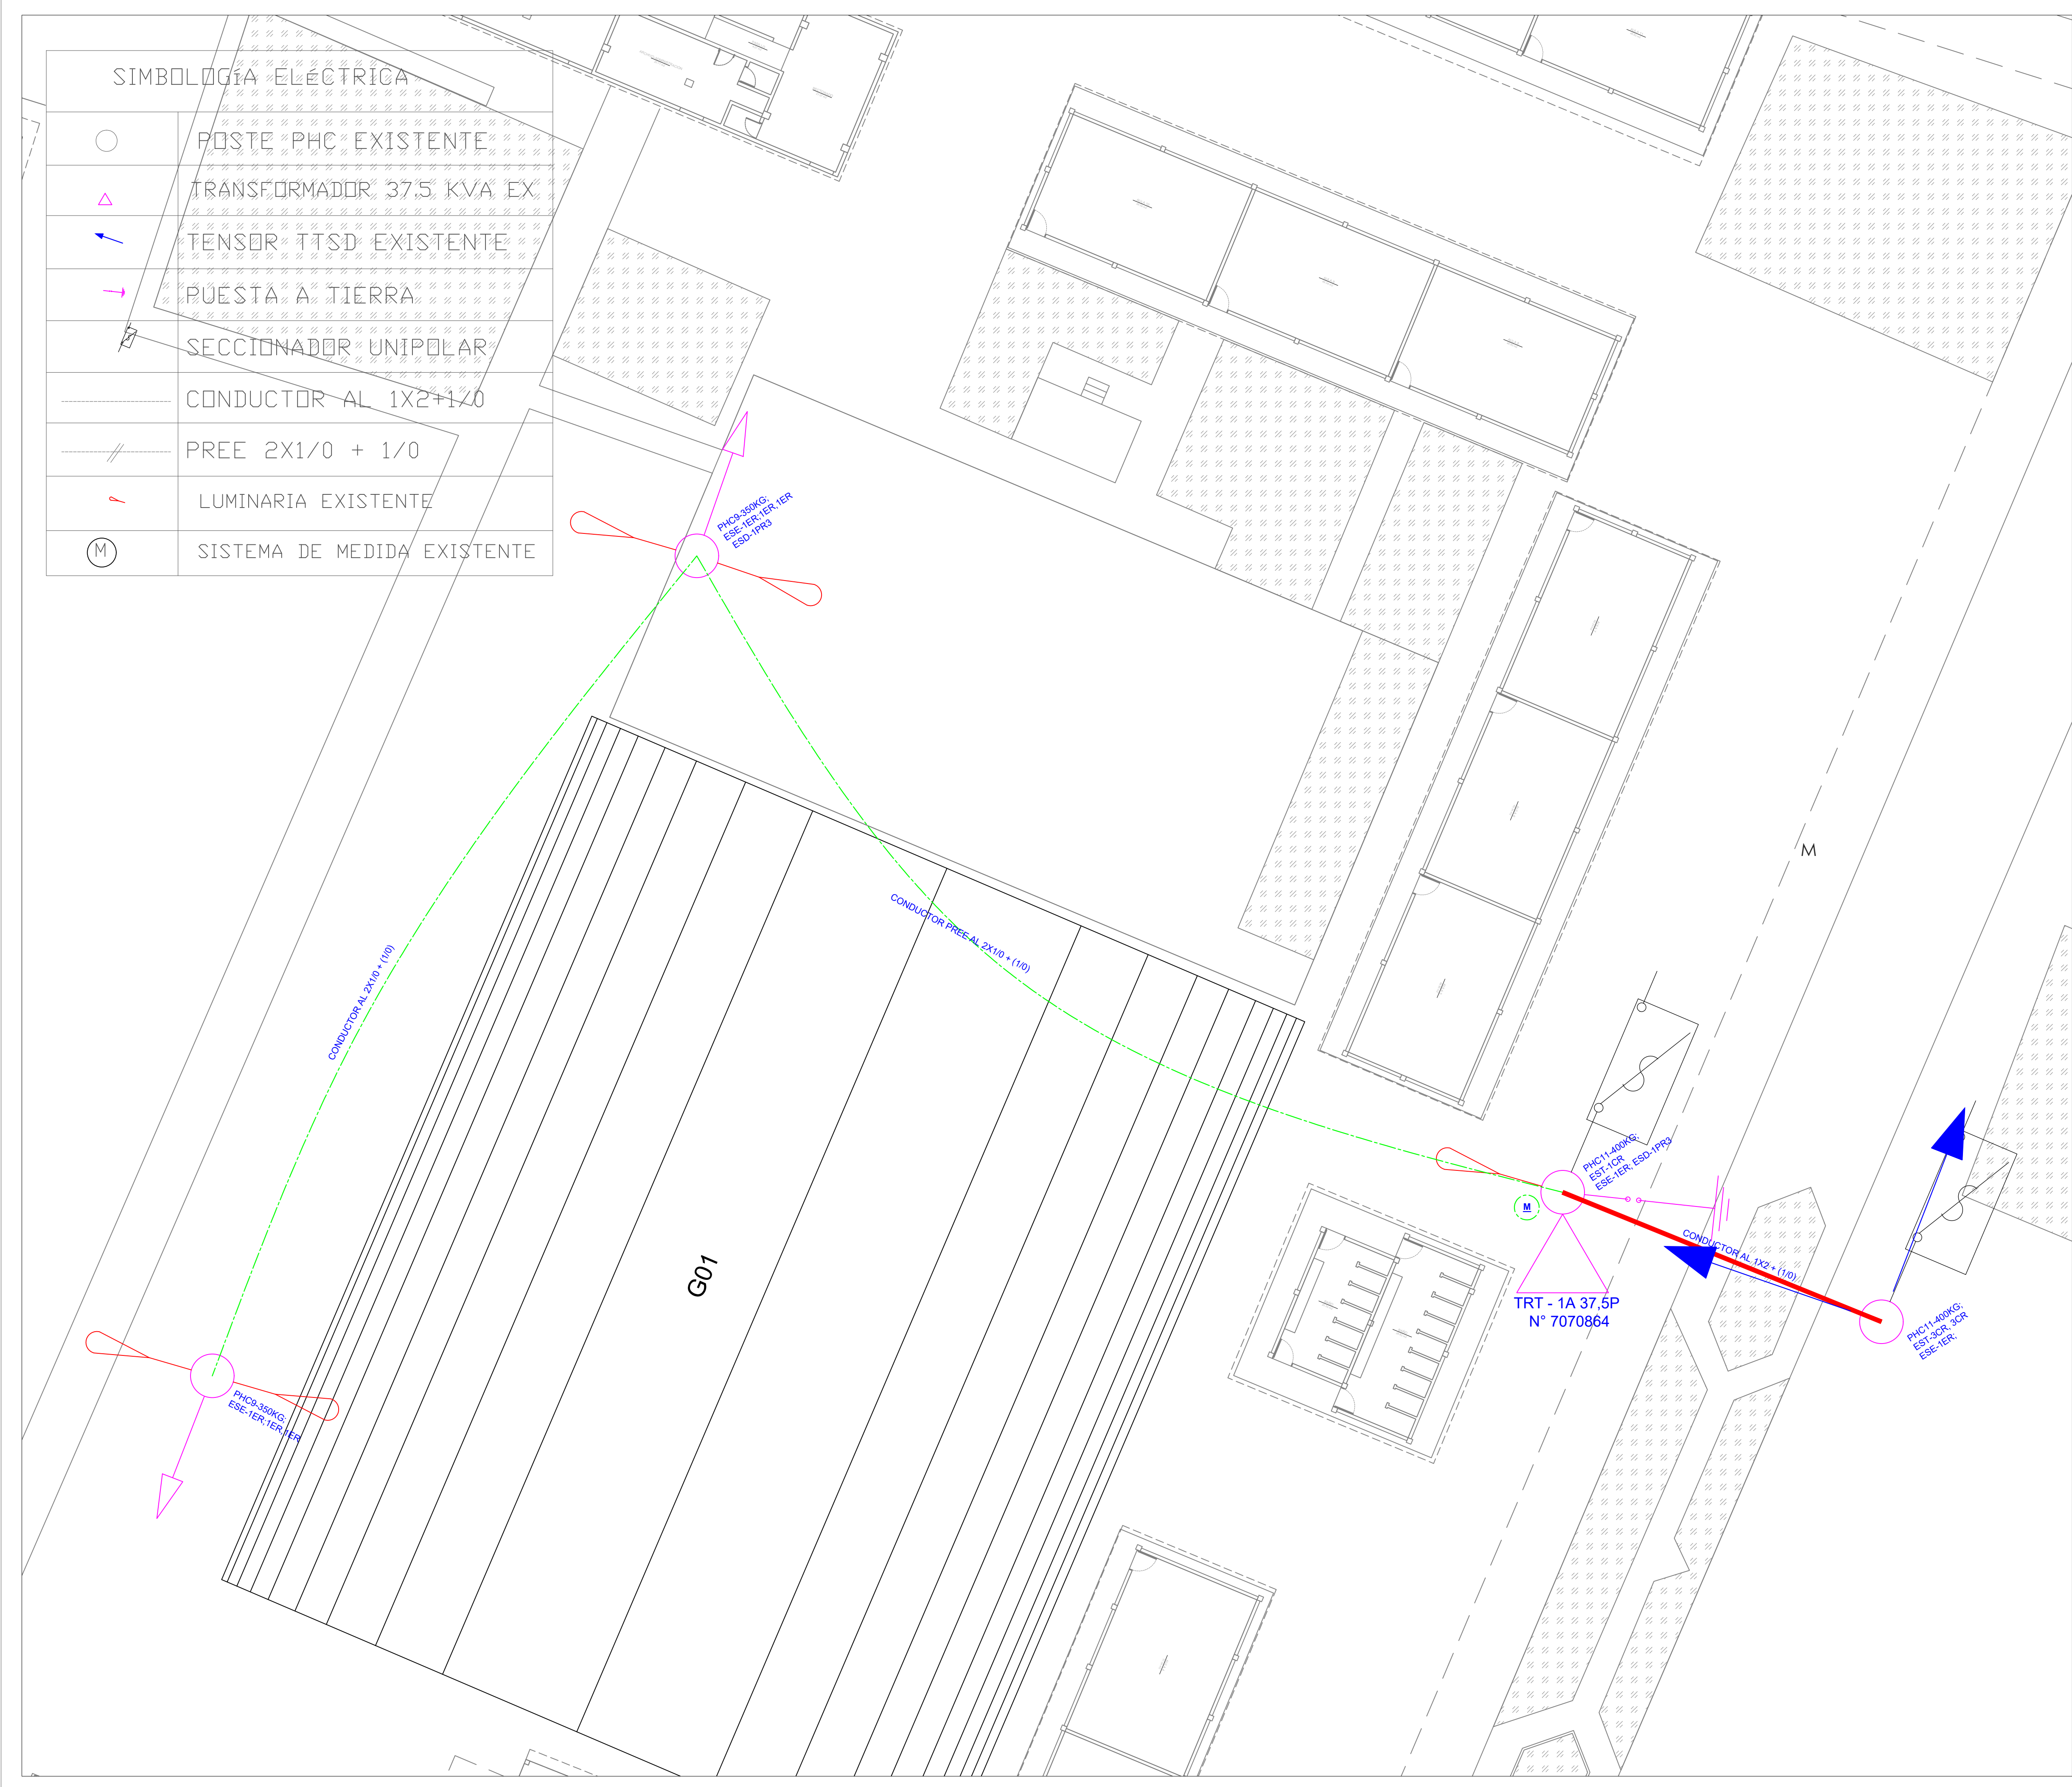 SIMBOLOGíA ELéCTRICA
POSTE PHC EXISTENTE
TRANSFORMADOR 37.5 KVA EX
TENSOR TTSD EXISTENTE
PUESTA A TIERRA
SECCIONADOR UNIPOLAR
CONDUCTOR AL 1X2+1/0
PREE 2X1/0 + 1/0
LUMINARIA EXISTENTE
M
SISTEMA DE MEDIDA EXISTENTE
PHC9-350KG;
ESE-1ER;1ER,1ER
ESD-1PR3
CONDUCTOR AL 2X1/0 + (1/0)
CONDUCTOR PREE AL 2X1/0 + (1/0)
M
G01
PHC11-400KG;
EST-1CR
ESE-1ER; ESD-1PR3
M
CONDUCTOR AL 1X2 + (1/0)
TRT - 1A 37,5P
N° 7070864
PHC11-400KG;
EST-3CR, 3CR
ESE-1ER;
PHC9-350KG;
ESE-1ER,1ER,1ER